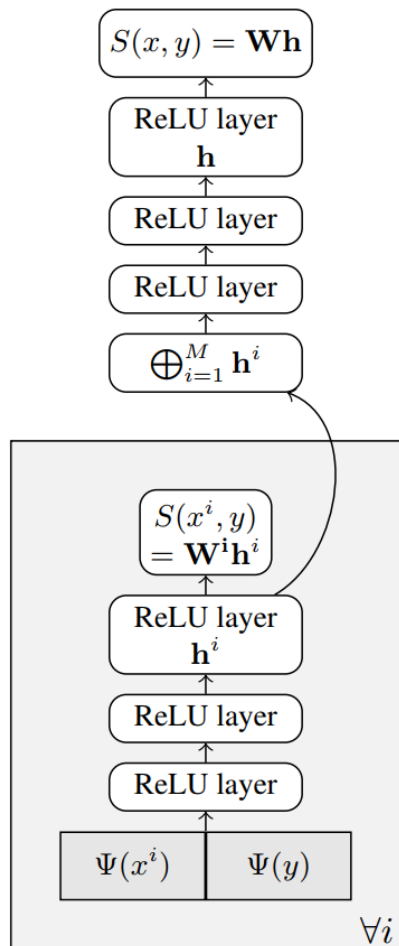 S(x, y) = Wh
ReLU layer
h
ReLU layer
ReLU layer
⨁_{i=1}^{M} h^i
S(x^i, y)
= W^i h^i
ReLU layer
h^i
ReLU layer
ReLU layer
Ψ(x^i) Ψ(y)
∀i